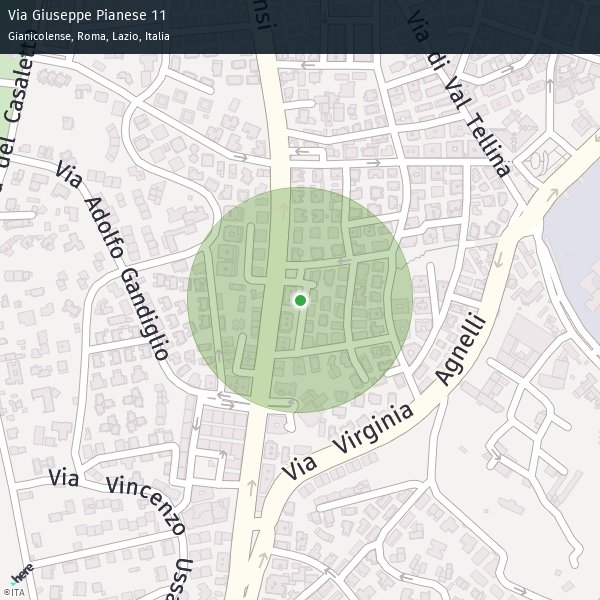 Via Giuseppe Pianese 11
Gianicolense, Roma, Lazio, Italia
nsi
Via di Val Tellina
del Casaletto
Via Adolfo Gandiglio
Via Virginia Agnelli
Via Vincenzo Ussa
here
©ITA